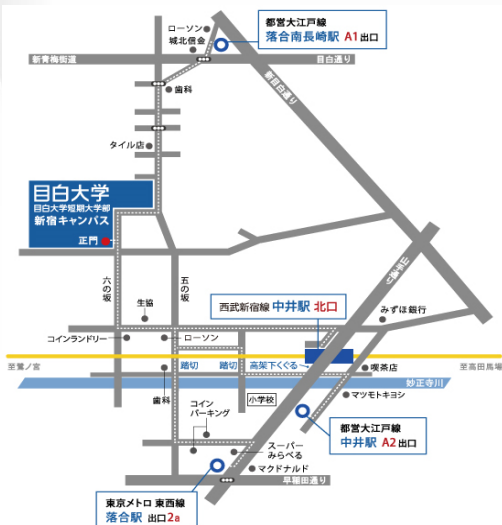 都営大江戸線
落合南長崎駅 A1出口
ローソン
城北信金
新青梅街道
目白通り
新目白通り
歯科
タイル店
目白大学
目白大学短期大学部
新宿キャンパス
正門
山手通り
六の坂
五の坂
西武新宿線 中井駅 北口
生協
みずほ銀行
コインランドリー
ローソン
至鷺ノ宮
踏切
踏切
高架下くぐる
喫茶店
至高田馬場
妙正寺川
歯科
小学校
マツモトキヨシ
コイン
パーキング
都営大江戸線
中井駅 A2出口
スーパー
みらべる
マクドナルド
早稲田通り
東京メトロ 東西線
落合駅 出口2a